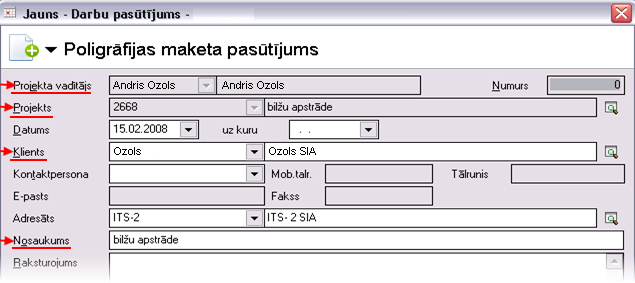 Jauns - Darbu pasūtījums -
Poligrāfijas maketa pasūtījums
Projekta vadītājs Andris Ozols Andris Ozols Numurs 0
Projekts 2668 bilžu apstrāde
Datums 15.02.2008 uz kuru . .
Klients Ozols Ozols SIA
Kontaktpersona Mob.talr. Tālrunis
E-pasts Fakss
Adresāts ITS-2 ITS- 2 SIA
Nosaukums bilžu apstrāde
Raksturojums